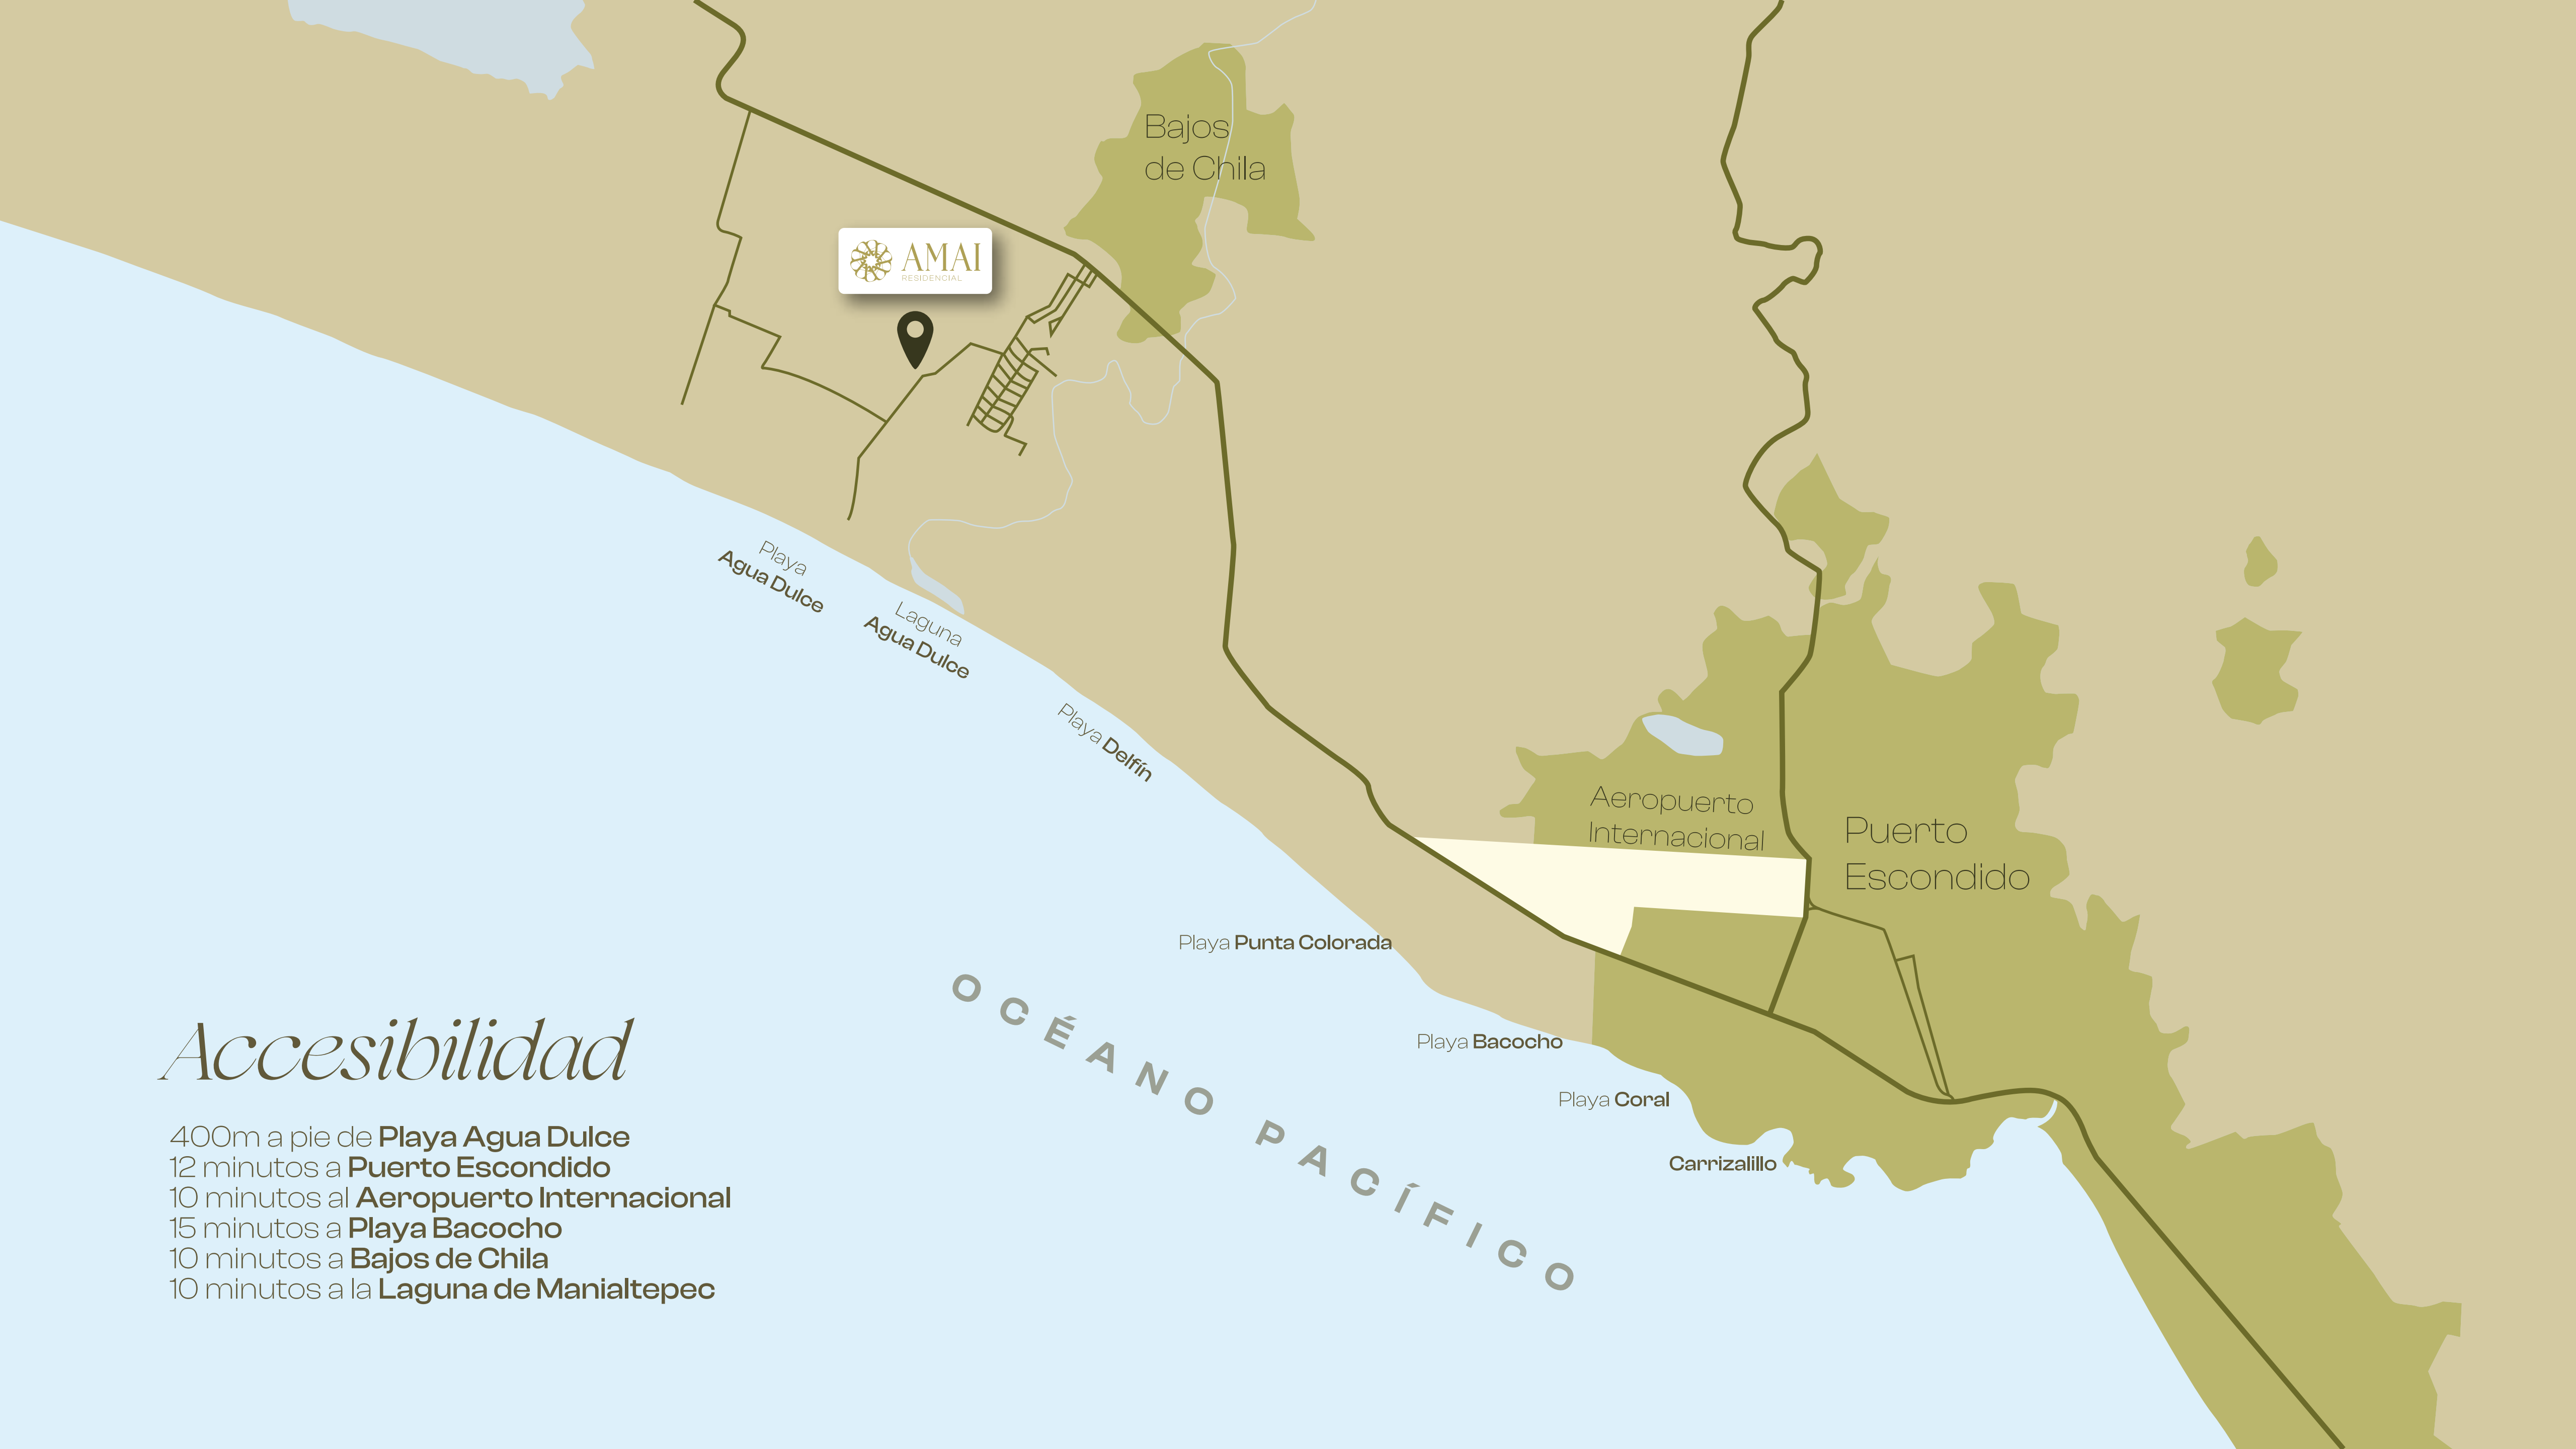 Bajos
de Chila
AMAI
RESIDENCIAL
Playa
Agua Dulce
Laguna
Agua Dulce
Playa Delfín
Aeropuerto
Internacional
Puerto
Escondido
Playa Punta Colorada
Playa Bacocho
Playa Coral
Carrizalillo
OCÉANO PACÍFICO
Accesibilidad
400m a pie de Playa Agua Dulce
12 minutos a Puerto Escondido
10 minutos al Aeropuerto Internacional
15 minutos a Playa Bacocho
10 minutos a Bajos de Chila
10 minutos a la Laguna de Manialtepec